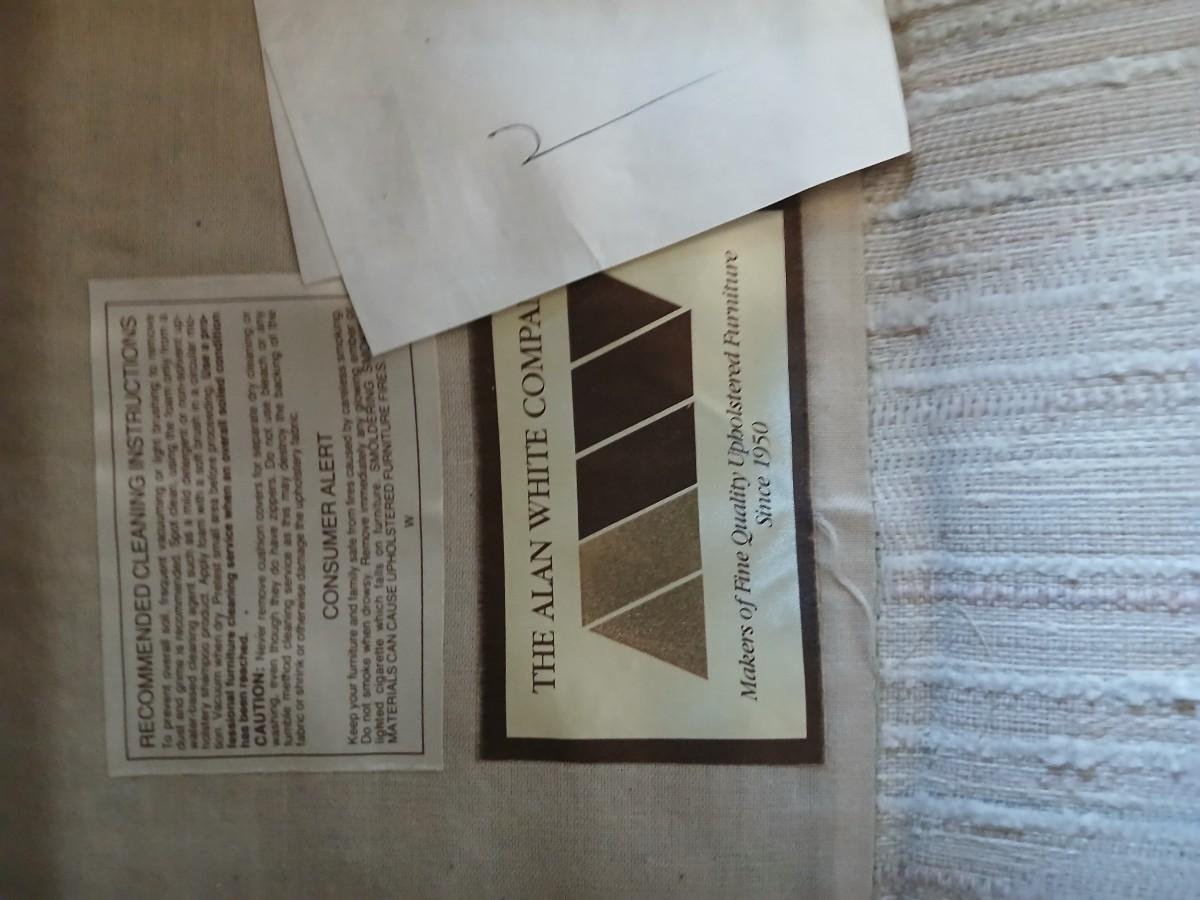 RECOMMENDED CLEANING INSTRUCTIONS
To prevent overall soil, frequent vacuuming or light brushing to remove
dust and grime is recommended. Spot clean, using the foam only from a
water-based cleaning agent such as a mild detergent or non-solvent up-
holstery shampoo product. Apply foam with a soft brush in a circular mo-
tion. Vacuum when dry. Pretest small area before proceeding. Use a pro-
fessional furniture cleaning service when an overall soiled condition
has been reached.
CAUTION: Never remove cushion covers for separate dry cleaning or
washing, even though they do have zippers. Do not use bleach or any
tumble method cleaning service as this may destroy the backing of the
fabric or shrink or otherwise damage the upholstery fabric.
CONSUMER ALERT
Keep your furniture and family safe from fires caused by careless smoking.
Do not smoke when drowsy. Remove immediately any glowing ember or
lighted cigarette which falls on furniture. SMOLDERING
MATERIALS CAN CAUSE UPHOLSTERED FURNITURE FIRES.
W
THE ALAN WHITE COMPA
Makers of Fine Quality Upholstered Furniture
Since 1950
2